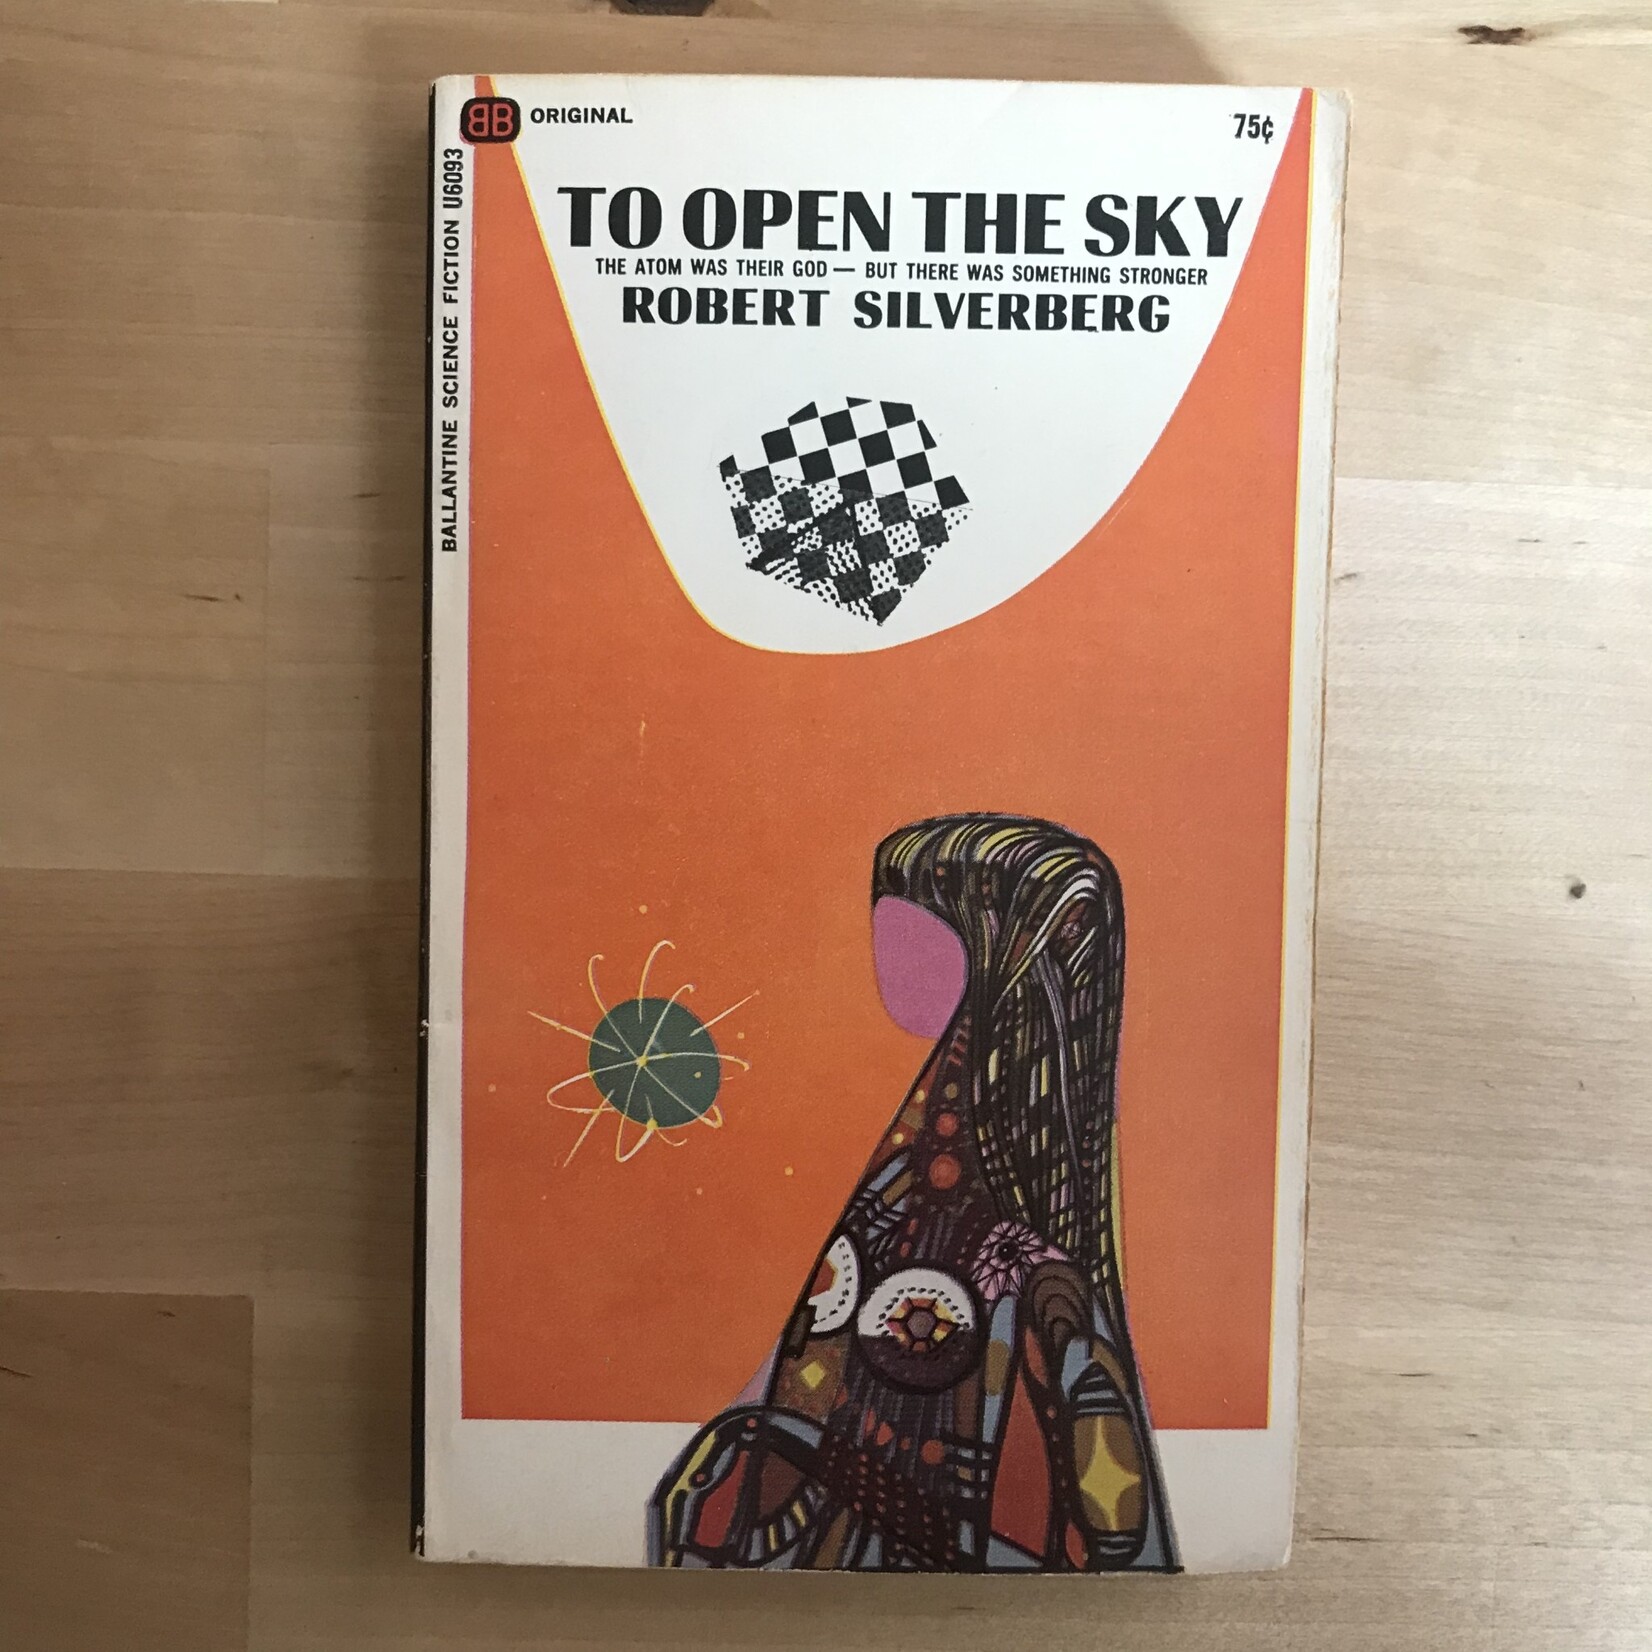 BB ORIGINAL
75¢
BALLANTINE SCIENCE FICTION U6093
TO OPEN THE SKY
THE ATOM WAS THEIR GOD — BUT THERE WAS SOMETHING STRONGER
ROBERT SILVERBERG